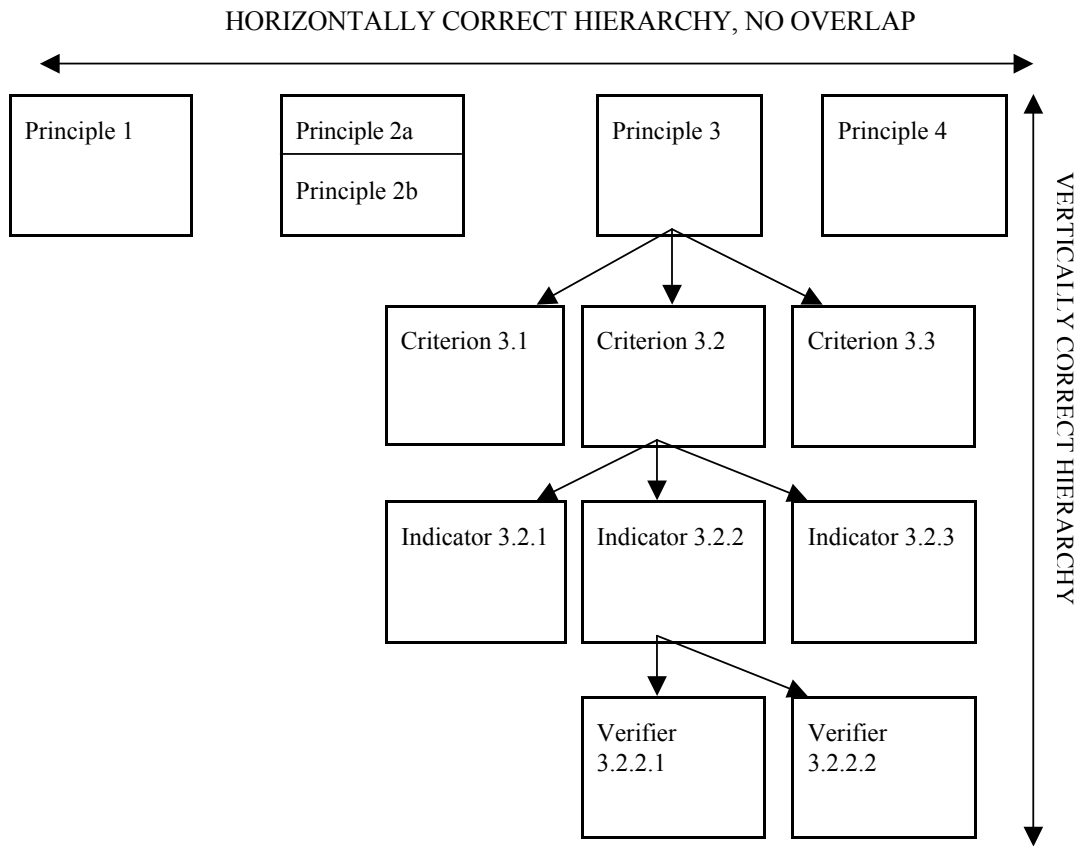 HORIZONTALLY CORRECT HIERARCHY, NO OVERLAP
Principle 1
Principle 2a
Principle 2b
Principle 3
Principle 4
VERTICALLY CORRECT HIERARCHY
Criterion 3.1
Criterion 3.2
Criterion 3.3
Indicator 3.2.1
Indicator 3.2.2
Indicator 3.2.3
Verifier
3.2.2.1
Verifier
3.2.2.2